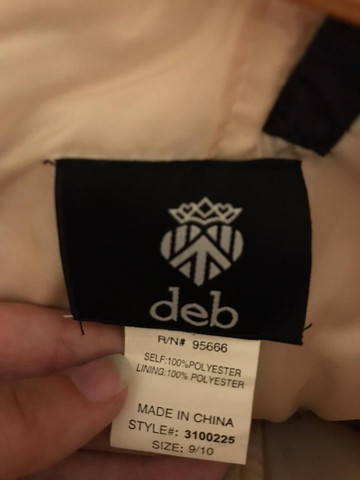 deb
R/N# 95666
SELF:100%POLYESTER
LINING:100% POLYESTER
MADE IN CHINA
STYLE#: 3100225
SIZE: 9/10